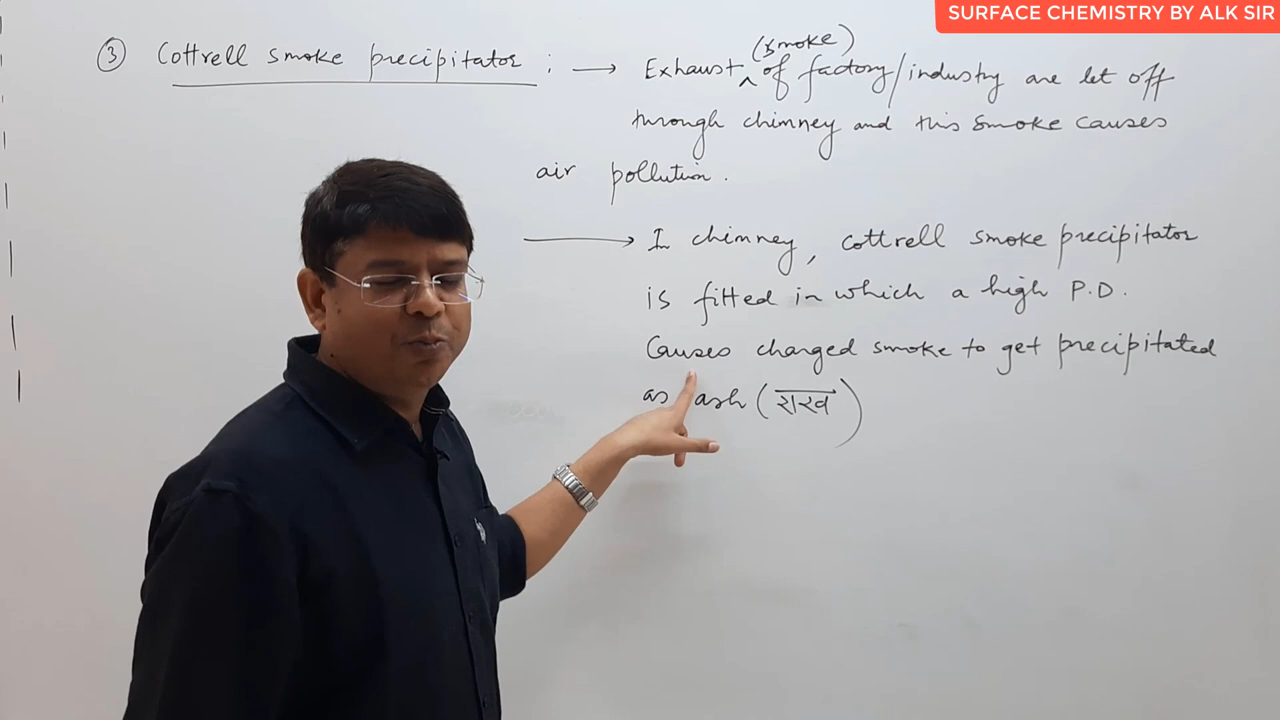 SURFACE CHEMISTRY BY ALK SIR
③ Cottrell smoke precipitator : → Exhaust ^ (smoke) of factory/industry are let off
through chimney and this smoke causes
air pollution.
→ In chimney, cottrell smoke precipitator
is fitted in which a high P.D.
Causes charged smoke to get precipitated
as ash (राख)